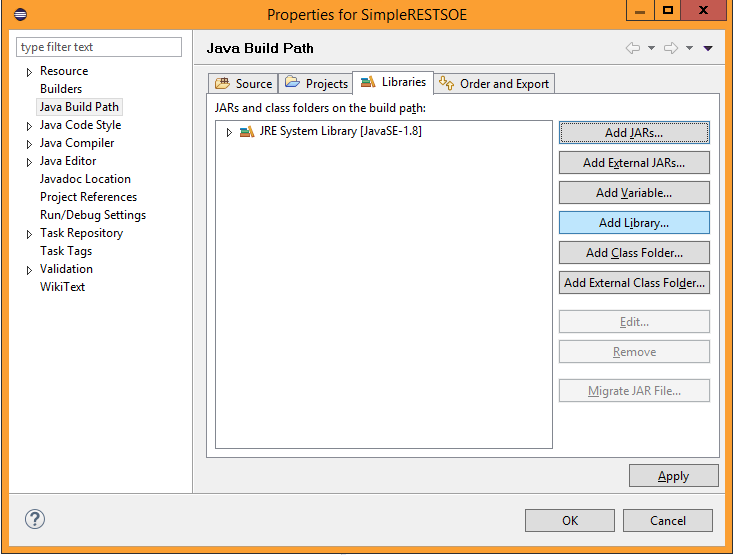 Properties for SimpleRESTSOE
type filter text
Resource
Builders
Java Build Path
Java Code Style
Java Compiler
Java Editor
Javadoc Location
Project References
Run/Debug Settings
Task Repository
Task Tags
Validation
WikiText
Java Build Path
Source
Projects
Libraries
Order and Export
JARs and class folders on the build path:
JRE System Library [JavaSE-1.8]
Add JARs...
Add External JARs...
Add Variable...
Add Library...
Add Class Folder...
Add External Class Folder...
Edit...
Remove
Migrate JAR File...
Apply
OK
Cancel